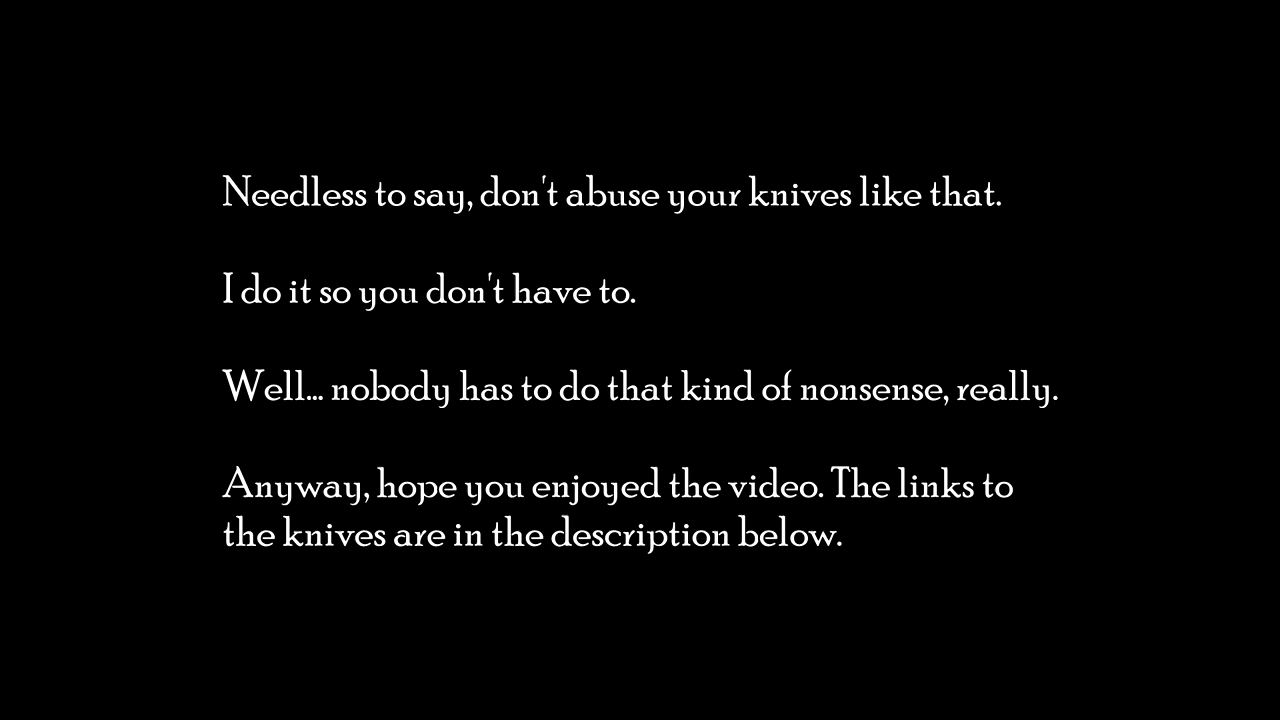 Needless to say, don't abuse your knives like that.
I do it so you don't have to.
Well... nobody has to do that kind of nonsense, really.
Anyway, hope you enjoyed the video. The links to
the knives are in the description below.